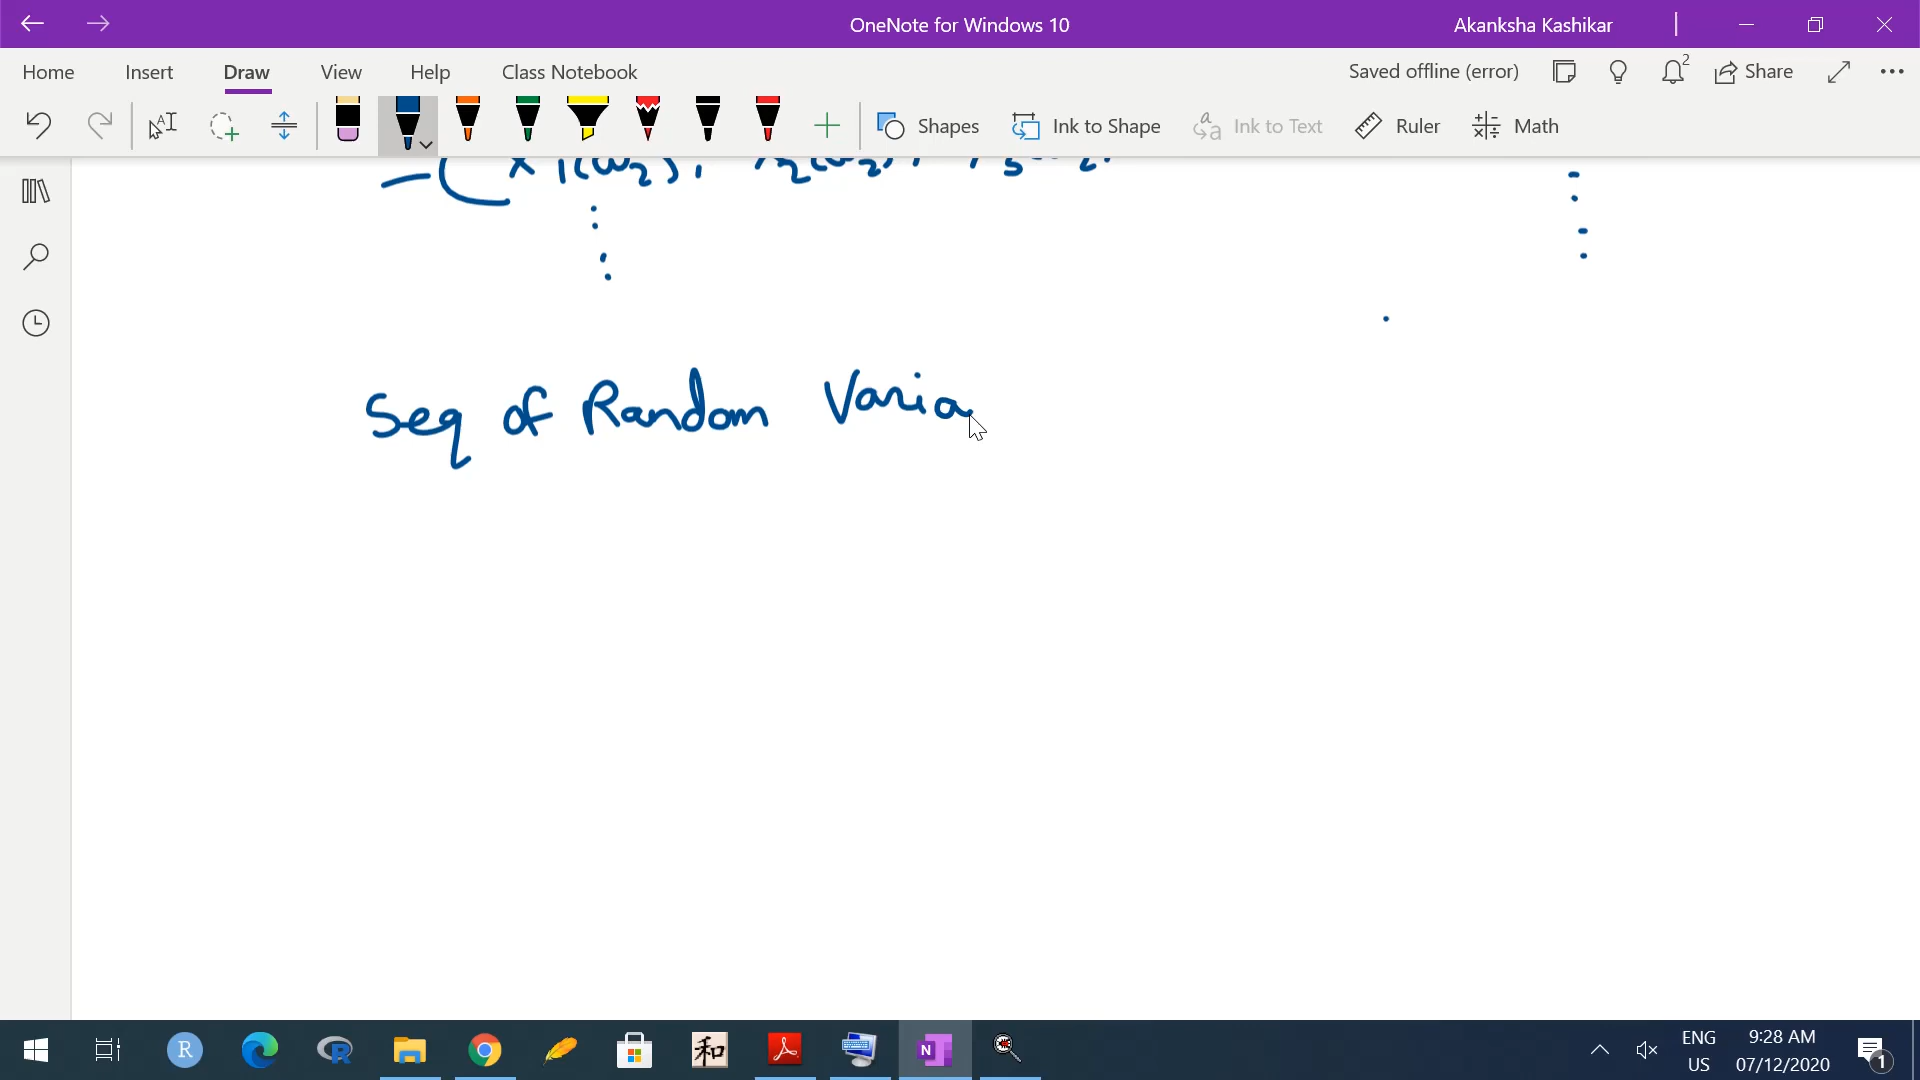 OneNote for Windows 10
Akanksha Kashikar
Home Insert Draw View Help Class Notebook
Saved offline (error) 2 Share
Shapes Ink to Shape Ink to Text Ruler Math
Seq of Random Varia
ENG 9:28 AM
US 07/12/2020 1